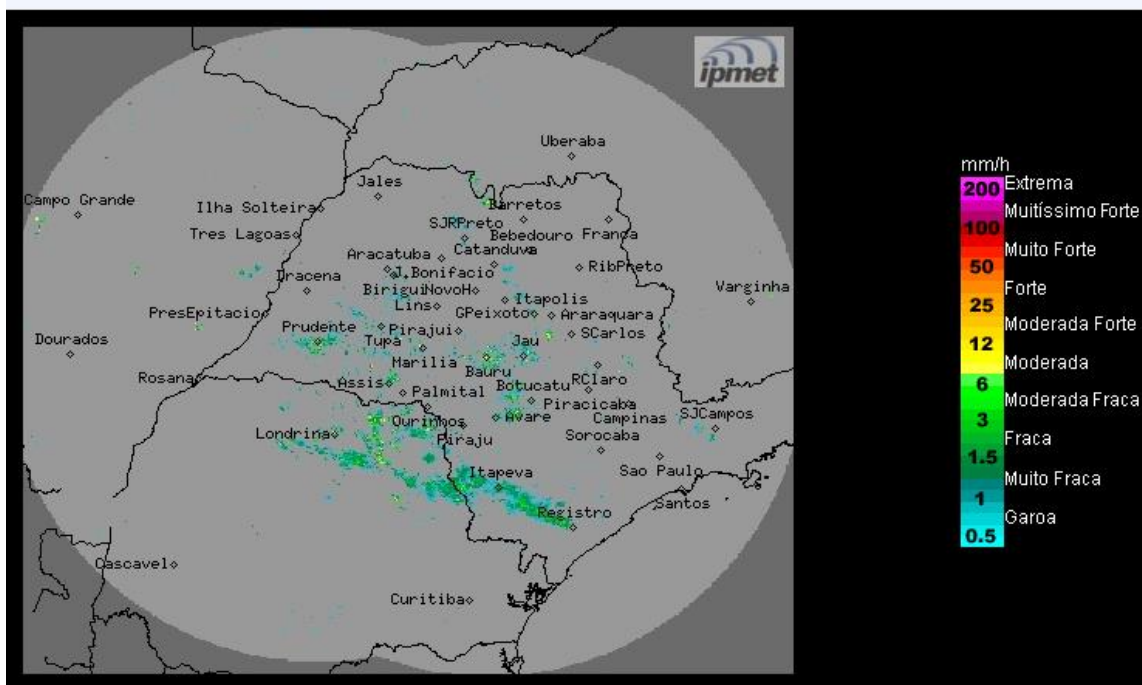 ipmet
Uberaba
Jales
Campo Grande
Ilha Solteira
Barretos
SJRPreto
Franca
Tres Lagoas
Bebedouro
Catanduva
Aracatuba
J.Bonifacio
RibPreto
Dracena
Birigui
NovoH
Varginha
Lins
Itapolis
PresEpitacio
GPeixoto
Araraquara
Prudente
Pirajui
SCarlos
Dourados
Tupa
Jau
Marilia
Bauru
Rosana
Assis
Botucatu
RClaro
Palmital
Piracicaba
Ourinhos
Avare
Campinas
SJCampos
Londrina
Piraju
Sorocaba
Itapeva
Sao Paulo
Registro
Santos
Cascavel
Curitiba
mm/h
200
Extrema
Muitíssimo Forte
100
Muito Forte
50
Forte
25
Moderada Forte
12
Moderada
6
Moderada Fraca
3
Fraca
1.5
Muito Fraca
1
Garoa
0.5